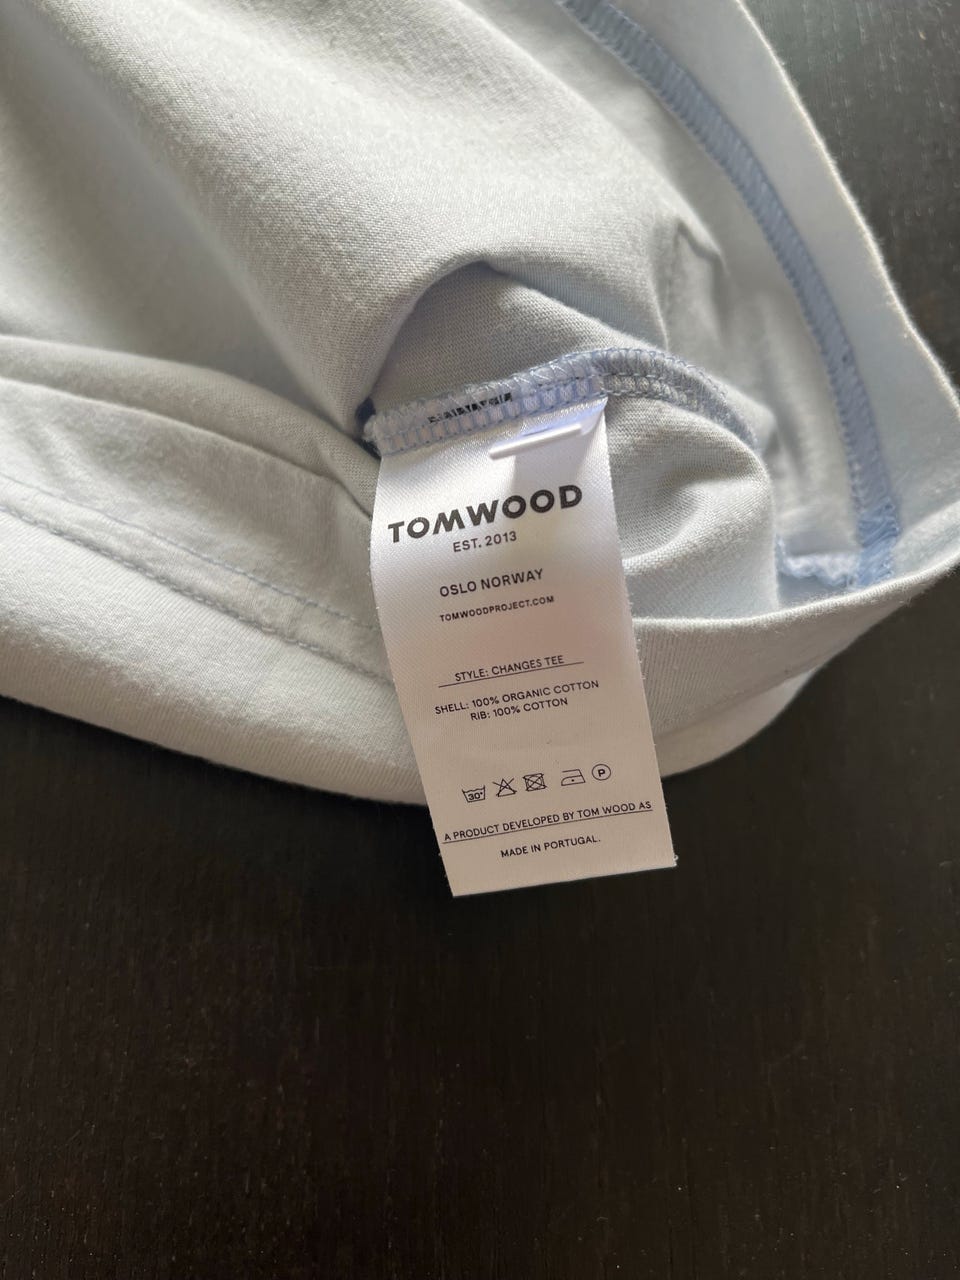 TOMWOOD
EST. 2013
OSLO NORWAY
TOMWOODPROJECT.COM
STYLE: CHANGES TEE
SHELL: 100% ORGANIC COTTON
RIB: 100% COTTON
30°
P
A PRODUCT DEVELOPED BY TOM WOOD AS
MADE IN PORTUGAL.